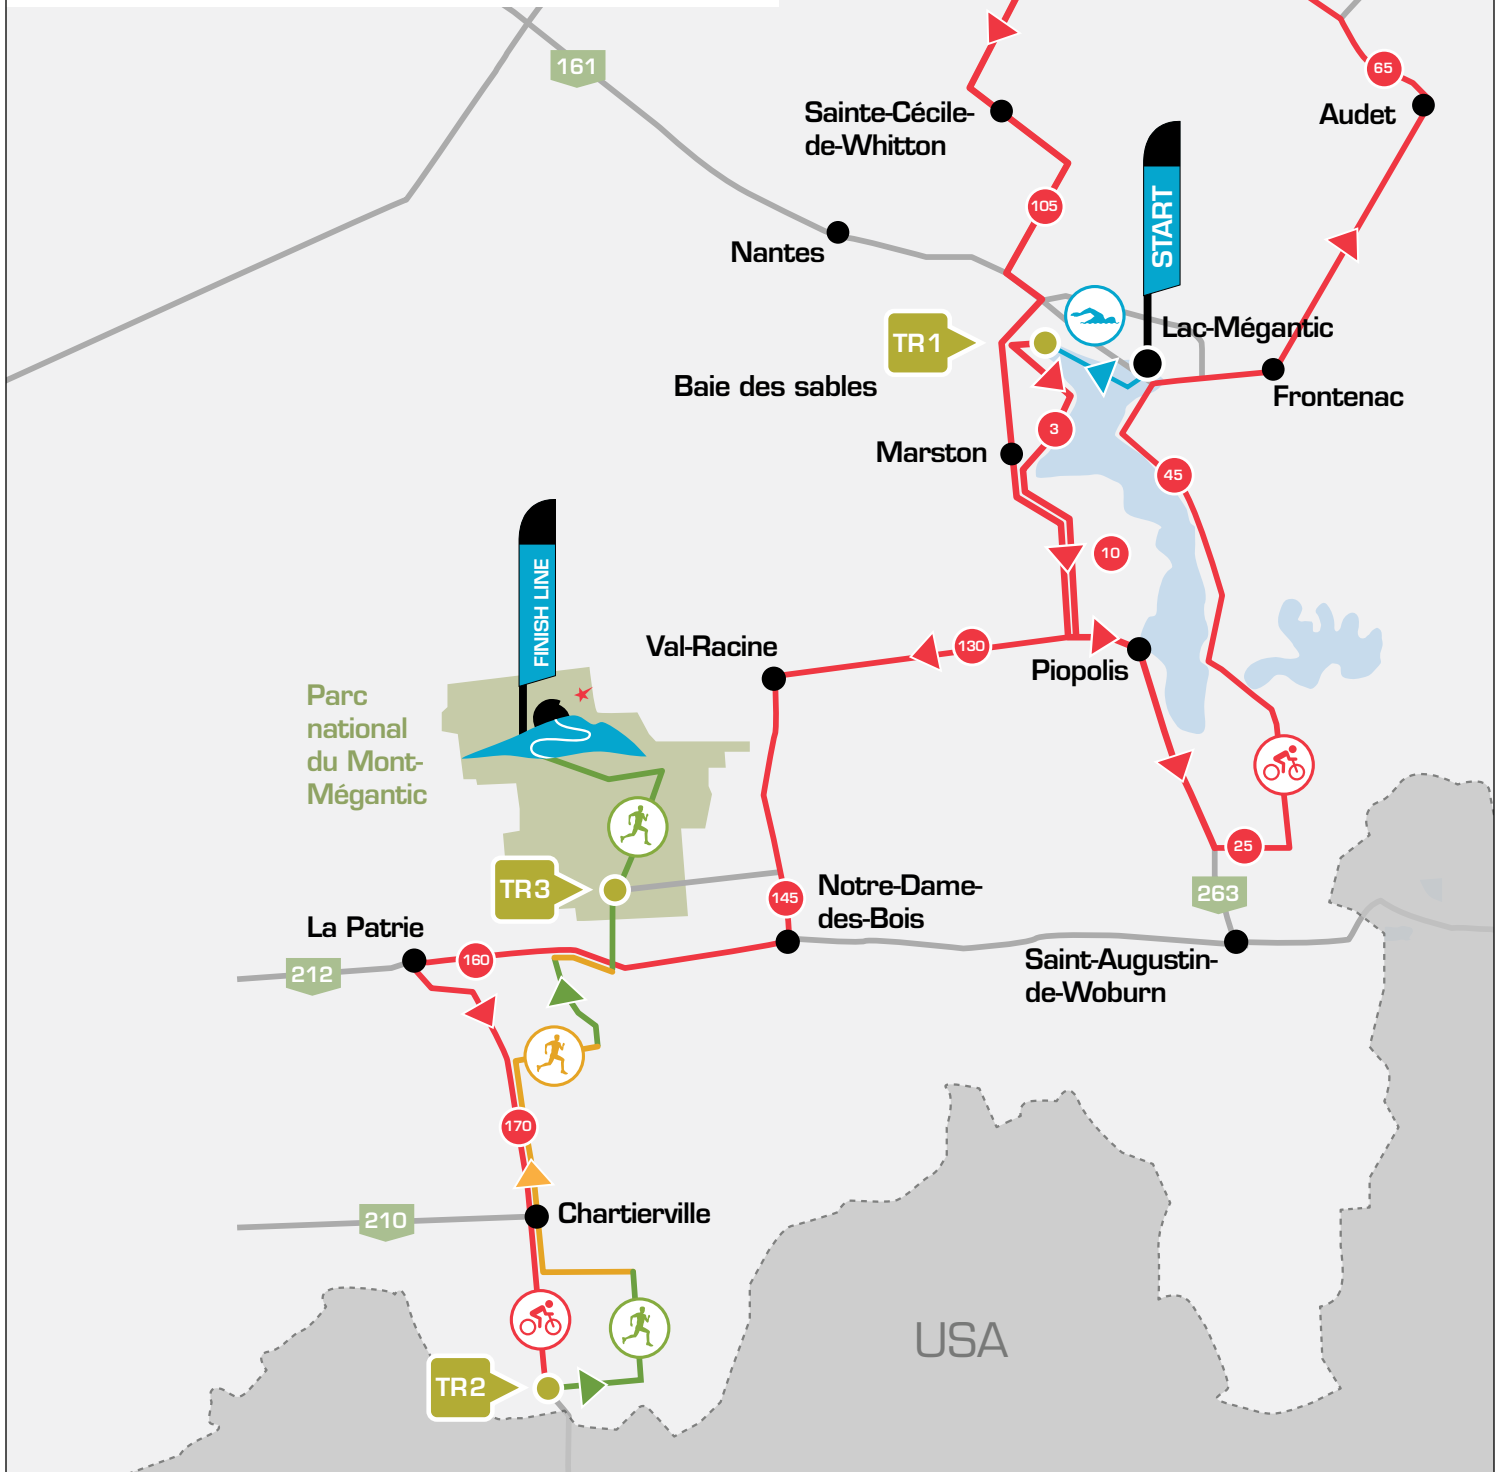 161
65
Sainte-Cécile-
de-Whitton
Audet
105
START
Nantes
Lac-Mégantic
TR1
Baie des sables
Frontenac
3
Marston
45
10
FINISH LINE
Val-Racine
130
Piopolis
Parc
national
du Mont-
Mégantic
25
TR3
145
Notre-Dame-
des-Bois
263
La Patrie
160
212
Saint-Augustin-
de-Woburn
170
Chartierville
210
USA
TR2